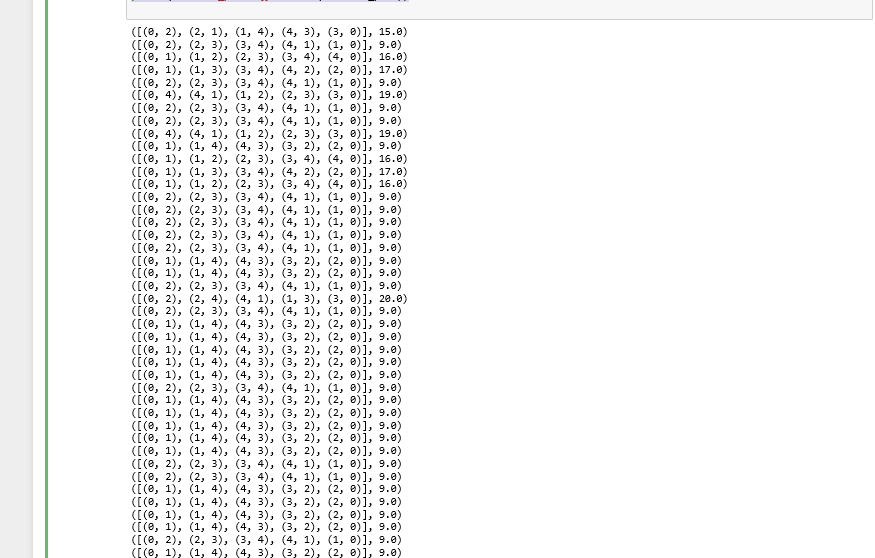 ([(0, 2), (2, 1), (1, 4), (4, 3), (3, 0)], 15.0)
([(0, 2), (2, 3), (3, 4), (4, 1), (1, 0)], 9.0)
([(0, 1), (1, 2), (2, 3), (3, 4), (4, 0)], 16.0)
([(0, 1), (1, 3), (3, 4), (4, 2), (2, 0)], 17.0)
([(0, 2), (2, 3), (3, 4), (4, 1), (1, 0)], 9.0)
([(0, 4), (4, 1), (1, 2), (2, 3), (3, 0)], 19.0)
([(0, 2), (2, 3), (3, 4), (4, 1), (1, 0)], 9.0)
([(0, 2), (2, 3), (3, 4), (4, 1), (1, 0)], 9.0)
([(0, 4), (4, 1), (1, 2), (2, 3), (3, 0)], 19.0)
([(0, 1), (1, 4), (4, 3), (3, 2), (2, 0)], 9.0)
([(0, 1), (1, 2), (2, 3), (3, 4), (4, 0)], 16.0)
([(0, 1), (1, 3), (3, 4), (4, 2), (2, 0)], 17.0)
([(0, 1), (1, 2), (2, 3), (3, 4), (4, 0)], 16.0)
([(0, 2), (2, 3), (3, 4), (4, 1), (1, 0)], 9.0)
([(0, 2), (2, 3), (3, 4), (4, 1), (1, 0)], 9.0)
([(0, 2), (2, 3), (3, 4), (4, 1), (1, 0)], 9.0)
([(0, 2), (2, 3), (3, 4), (4, 1), (1, 0)], 9.0)
([(0, 2), (2, 3), (3, 4), (4, 1), (1, 0)], 9.0)
([(0, 1), (1, 4), (4, 3), (3, 2), (2, 0)], 9.0)
([(0, 1), (1, 4), (4, 3), (3, 2), (2, 0)], 9.0)
([(0, 2), (2, 3), (3, 4), (4, 1), (1, 0)], 9.0)
([(0, 2), (2, 4), (4, 1), (1, 3), (3, 0)], 20.0)
([(0, 2), (2, 3), (3, 4), (4, 1), (1, 0)], 9.0)
([(0, 1), (1, 4), (4, 3), (3, 2), (2, 0)], 9.0)
([(0, 1), (1, 4), (4, 3), (3, 2), (2, 0)], 9.0)
([(0, 1), (1, 4), (4, 3), (3, 2), (2, 0)], 9.0)
([(0, 1), (1, 4), (4, 3), (3, 2), (2, 0)], 9.0)
([(0, 1), (1, 4), (4, 3), (3, 2), (2, 0)], 9.0)
([(0, 2), (2, 3), (3, 4), (4, 1), (1, 0)], 9.0)
([(0, 1), (1, 4), (4, 3), (3, 2), (2, 0)], 9.0)
([(0, 1), (1, 4), (4, 3), (3, 2), (2, 0)], 9.0)
([(0, 1), (1, 4), (4, 3), (3, 2), (2, 0)], 9.0)
([(0, 1), (1, 4), (4, 3), (3, 2), (2, 0)], 9.0)
([(0, 1), (1, 4), (4, 3), (3, 2), (2, 0)], 9.0)
([(0, 2), (2, 3), (3, 4), (4, 1), (1, 0)], 9.0)
([(0, 2), (2, 3), (3, 4), (4, 1), (1, 0)], 9.0)
([(0, 1), (1, 4), (4, 3), (3, 2), (2, 0)], 9.0)
([(0, 1), (1, 4), (4, 3), (3, 2), (2, 0)], 9.0)
([(0, 1), (1, 4), (4, 3), (3, 2), (2, 0)], 9.0)
([(0, 1), (1, 4), (4, 3), (3, 2), (2, 0)], 9.0)
([(0, 2), (2, 3), (3, 4), (4, 1), (1, 0)], 9.0)
([(0, 1), (1, 4), (4, 3), (3, 2), (2, 0)], 9.0)